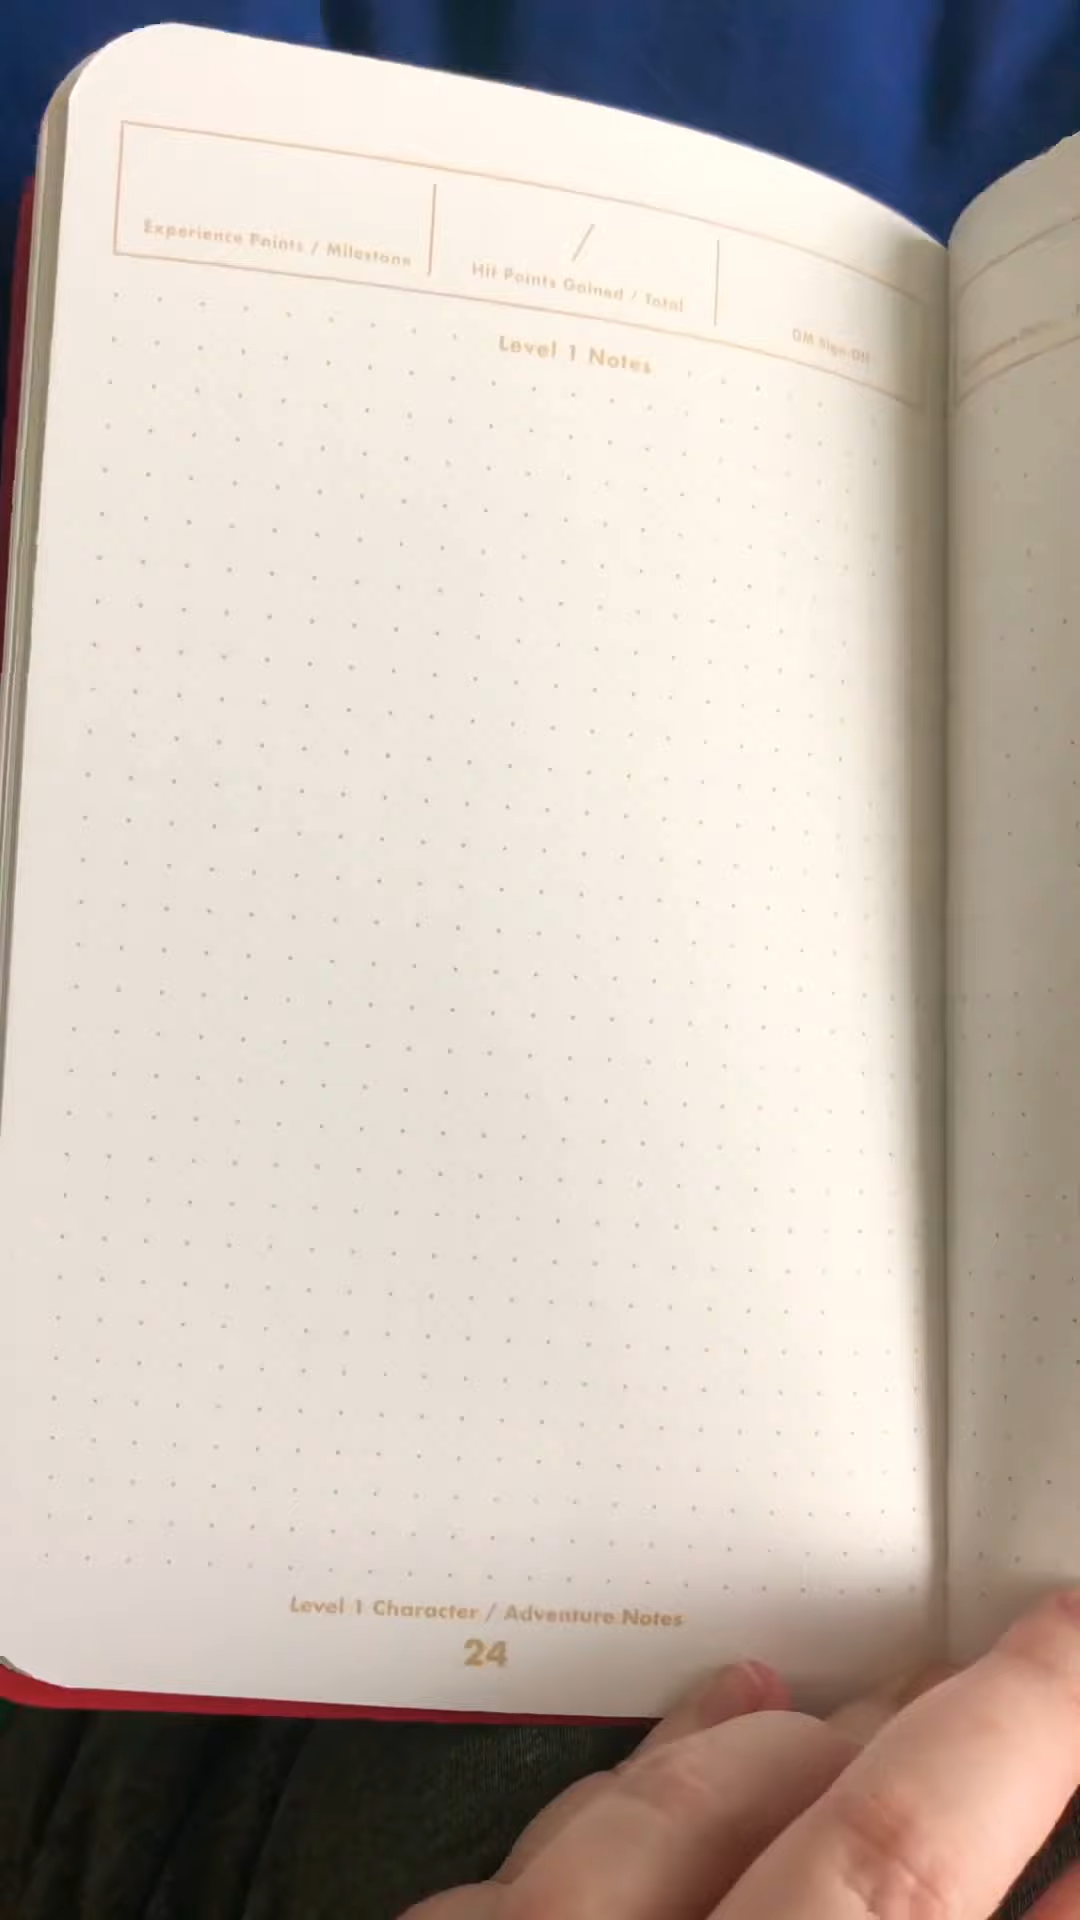 Experience Points / Milestone
/
Hit Points Gained / Total
DM Sign-Off
Level 1 Notes
Level 1 Character / Adventure Notes
24